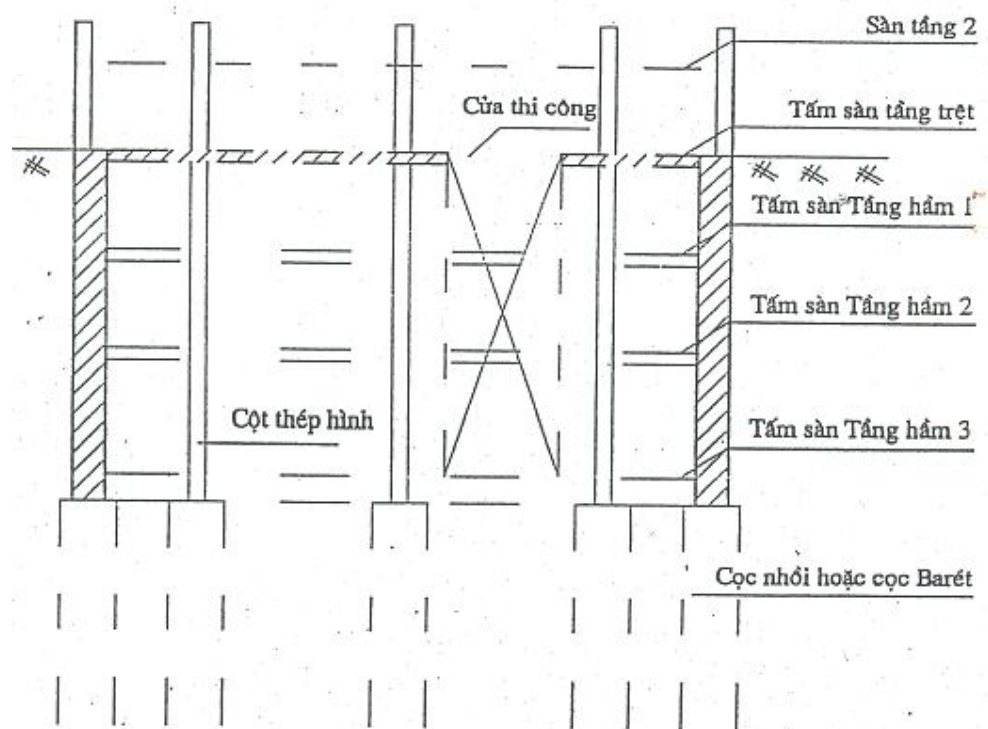 Sàn tầng 2
Cửa thi công
Tấm sàn tầng trệt
Tấm sàn Tầng hầm 1
Tấm sàn Tầng hầm 2
Cột thép hình
Tấm sàn Tầng hầm 3
Cọc nhồi hoặc cọc Barét